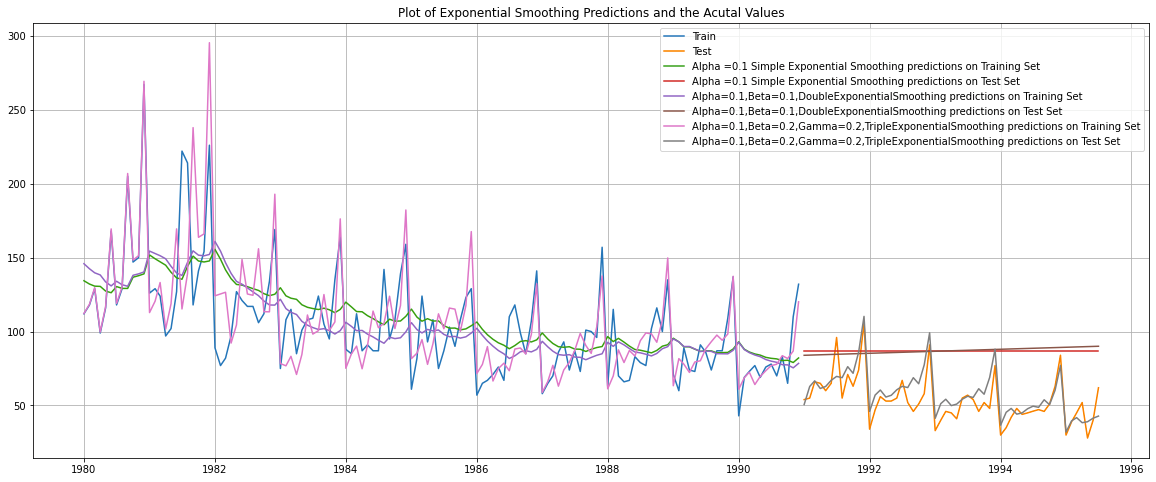 Plot of Exponential Smoothing Predictions and the Acutal Values
Train
Test
Alpha =0.1 Simple Exponential Smoothing predictions on Training Set
Alpha =0.1 Simple Exponential Smoothing predictions on Test Set
Alpha=0.1,Beta=0.1,DoubleExponentialSmoothing predictions on Training Set
Alpha=0.1,Beta=0.1,DoubleExponentialSmoothing predictions on Test Set
Alpha=0.1,Beta=0.2,Gamma=0.2,TripleExponentialSmoothing predictions on Training Set
Alpha=0.1,Beta=0.2,Gamma=0.2,TripleExponentialSmoothing predictions on Test Set
300
250
200
150
100
50
1980 1982 1984 1986 1988 1990 1992 1994 1996